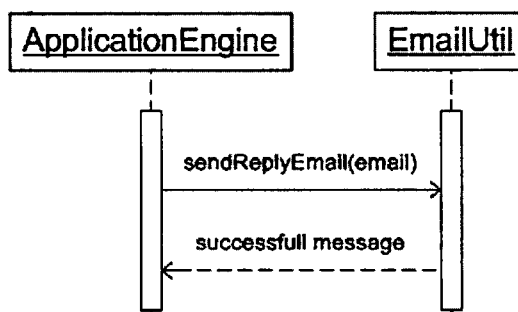 ApplicationEngine
EmailUtil
sendReplyEmail(email)
successfull message